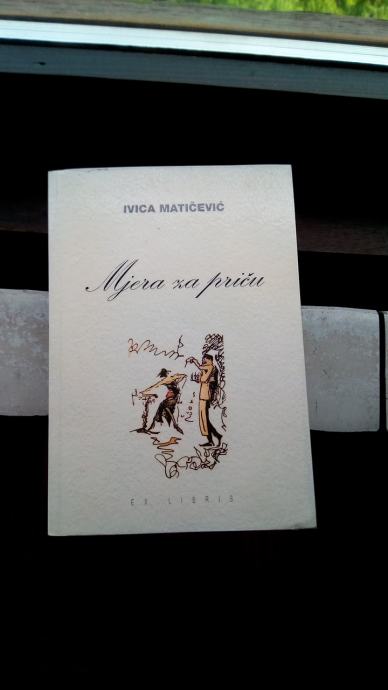 IVICA MATIČEVIĆ
Mjera za priču
EX LIBRIS